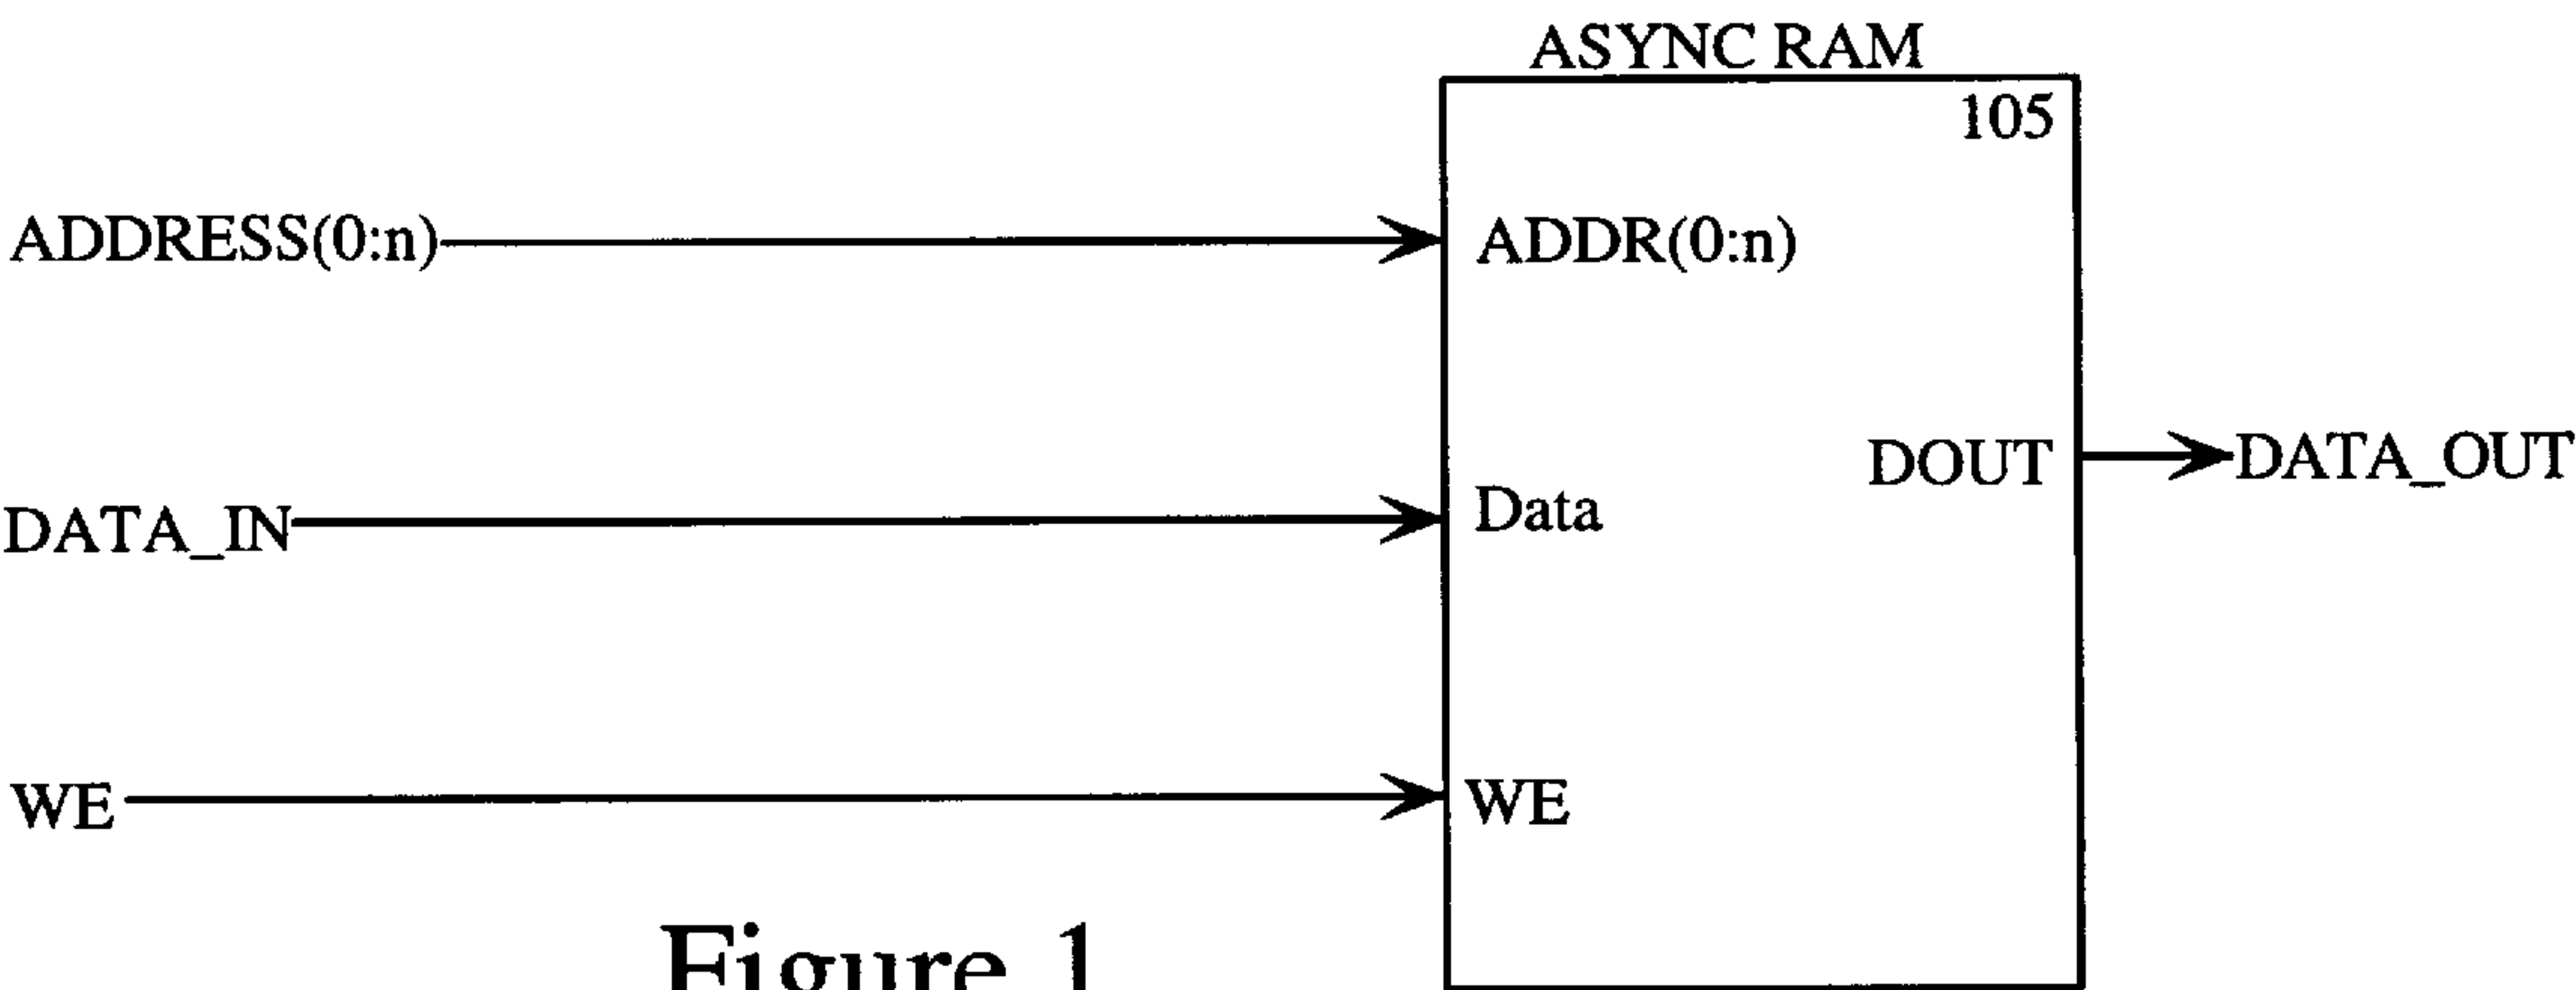 ASYNC RAM
105
ADDRESS(0:n)
ADDR(0:n)
DOUT
DATA_OUT
DATA_IN
Data
WE
WE
Figure 1